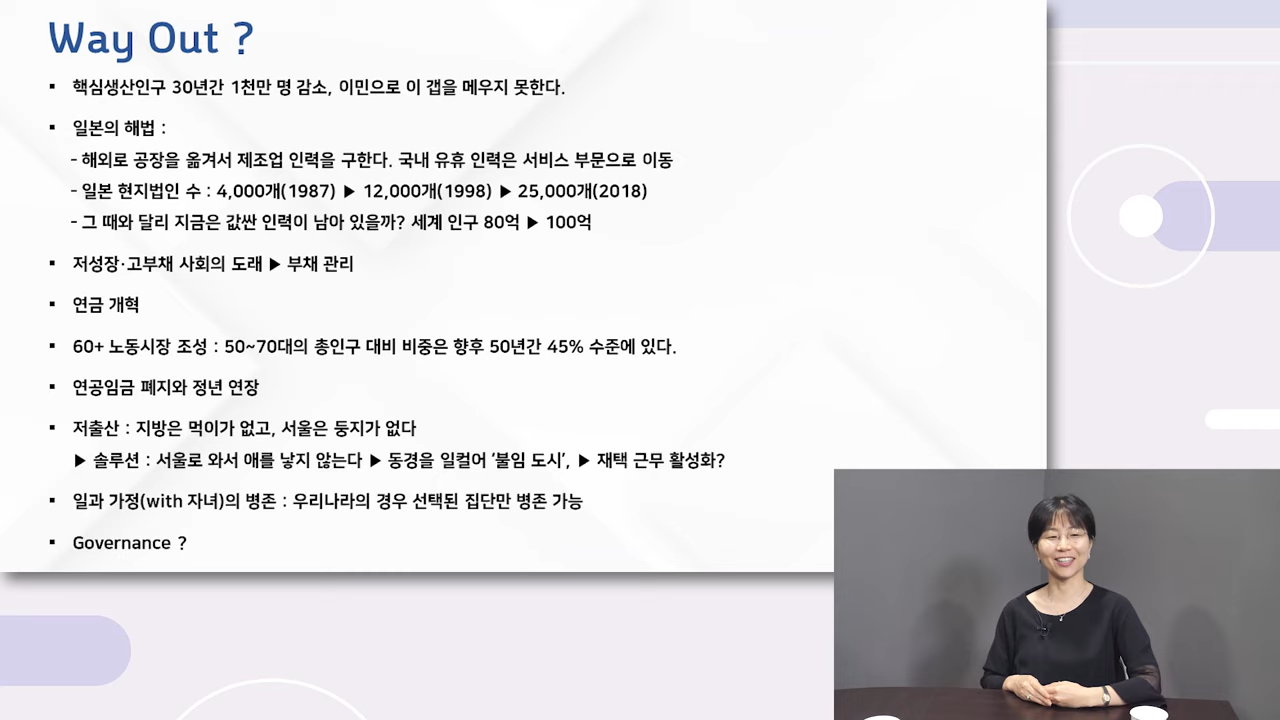 Way Out ?
▪ 핵심생산인구 30년간 1천만 명 감소, 이민으로 이 갭을 메우지 못한다.
▪ 일본의 해법 :
- 해외로 공장을 옮겨서 제조업 인력을 구한다. 국내 유휴 인력은 서비스 부문으로 이동
- 일본 현지법인 수 : 4,000개(1987) ▶ 12,000개(1998) ▶ 25,000개(2018)
- 그 때와 달리 지금은 값싼 인력이 남아 있을까? 세계 인구 80억 ▶ 100억
▪ 저성장·고부채 사회의 도래 ▶ 부채 관리
▪ 연금 개혁
▪ 60+ 노동시장 조성 : 50~70대의 총인구 대비 비중은 향후 50년간 45% 수준에 있다.
▪ 연공임금 폐지와 정년 연장
▪ 저출산 : 지방은 먹이가 없고, 서울은 둥지가 없다
▶ 솔루션 : 서울로 와서 애를 낳지 않는다 ▶ 동경을 일컬어 ‘불임 도시’, ▶ 재택 근무 활성화?
▪ 일과 가정(with 자녀)의 병존 : 우리나라의 경우 선택된 집단만 병존 가능
▪ Governance ?